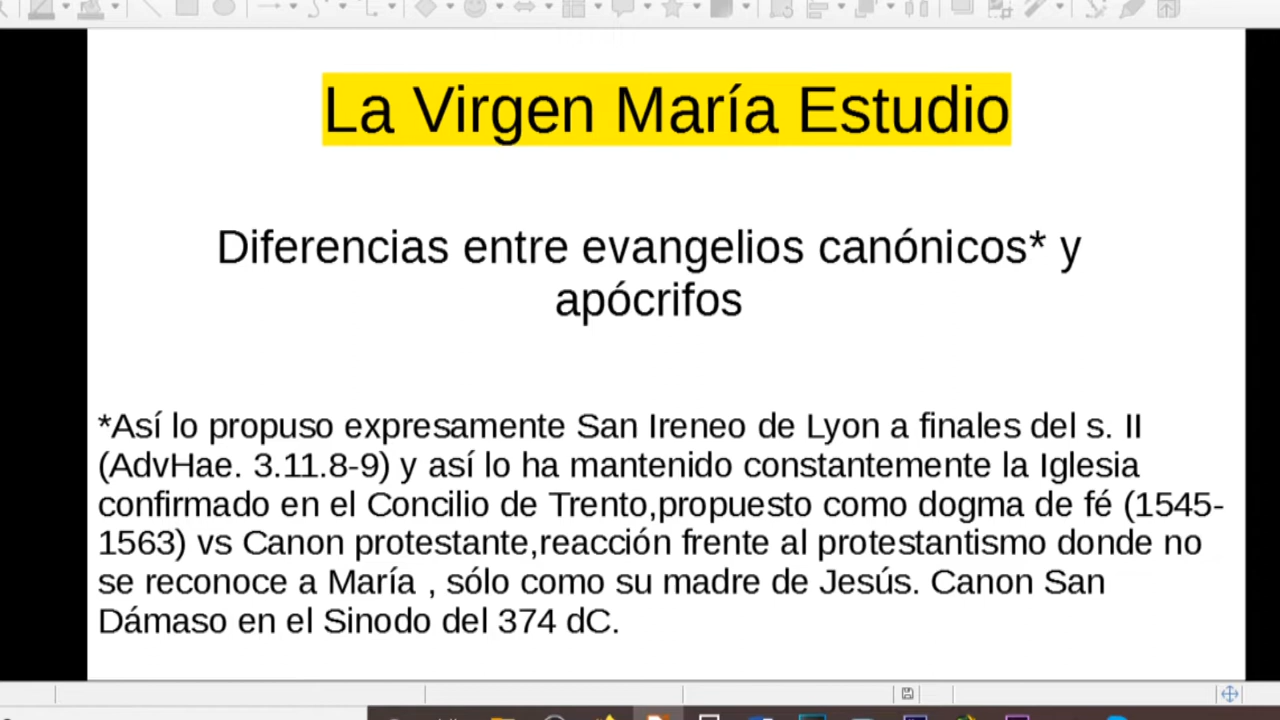 La Virgen María Estudio
Diferencias entre evangelios canónicos* y
apócrifos
*Así lo propuso expresamente San Ireneo de Lyon a finales del s. II
(AdvHae. 3.11.8-9) y así lo ha mantenido constantemente la Iglesia
confirmado en el Concilio de Trento,propuesto como dogma de fé (1545-
1563) vs Canon protestante,reacción frente al protestantismo donde no
se reconoce a María , sólo como su madre de Jesús. Canon San
Dámaso en el Sinodo del 374 dC.